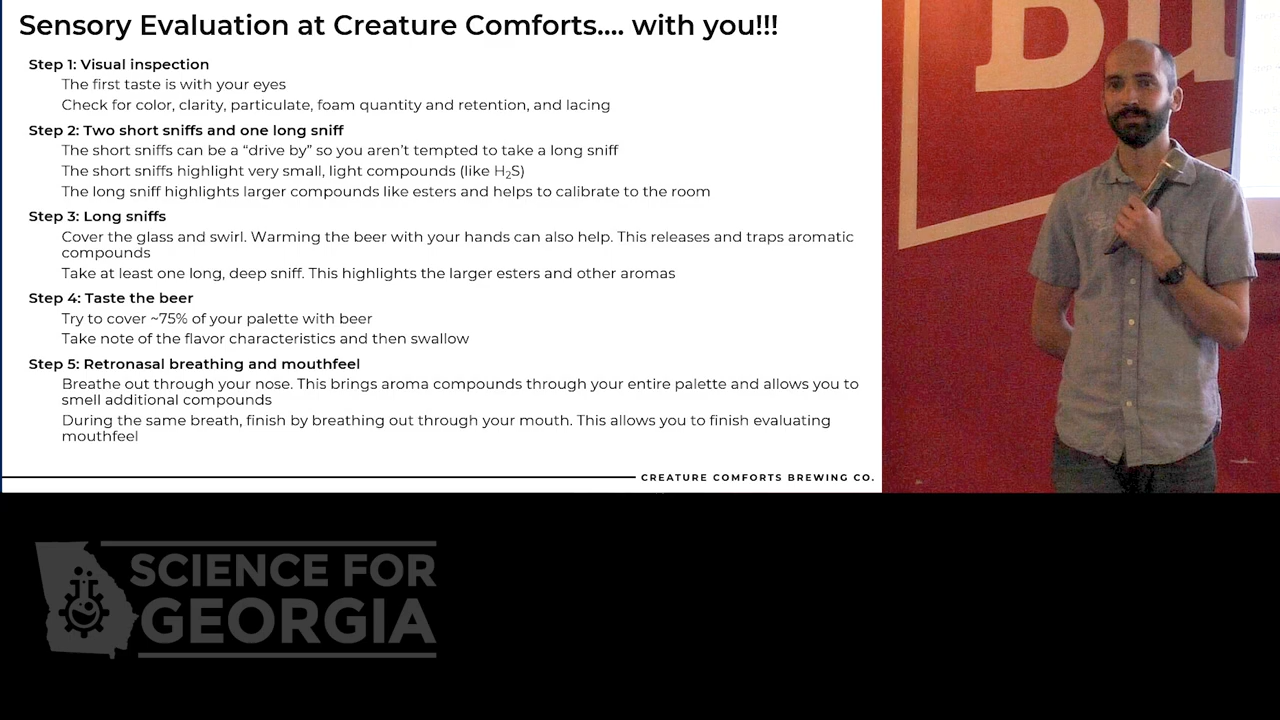 Sensory Evaluation at Creature Comforts.... with you!!!
Step 1: Visual inspection
The first taste is with your eyes
Check for color, clarity, particulate, foam quantity and retention, and lacing
Step 2: Two short sniffs and one long sniff
The short sniffs can be a “drive by” so you aren’t tempted to take a long sniff
The short sniffs highlight very small, light compounds (like H₂S)
The long sniff highlights larger compounds like esters and helps to calibrate to the room
Step 3: Long sniffs
Cover the glass and swirl. Warming the beer with your hands can also help. This releases and traps aromatic
compounds
Take at least one long, deep sniff. This highlights the larger esters and other aromas
Step 4: Taste the beer
Try to cover ~75% of your palette with beer
Take note of the flavor characteristics and then swallow
Step 5: Retronasal breathing and mouthfeel
Breathe out through your nose. This brings aroma compounds through your entire palette and allows you to
smell additional compounds
During the same breath, finish by breathing out through your mouth. This allows you to finish evaluating
mouthfeel
CREATURE COMFORTS BREWING CO.
SCIENCE FOR
GEORGIA